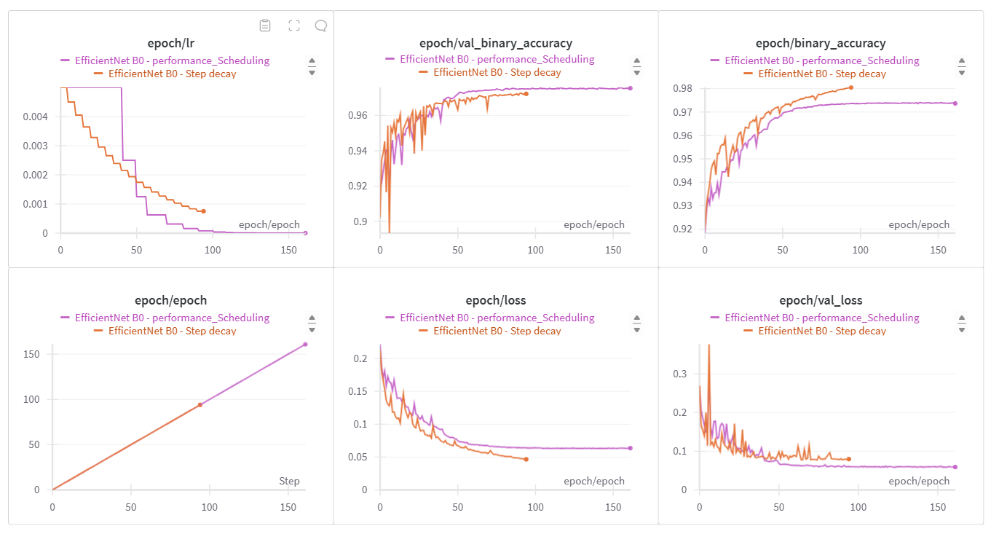 epoch/lr
EfficientNet B0 - performance_Scheduling
EfficientNet B0 - Step decay
0.004
0.003
0.002
0.001
0
epoch/epoch
0 50 100 150
epoch/val_binary_accuracy
EfficientNet B0 - performance_Scheduling
EfficientNet B0 - Step decay
0.96
0.94
0.92
0.9
epoch/epoch
0 50 100 150
epoch/binary_accuracy
EfficientNet B0 - performance_Scheduling
EfficientNet B0 - Step decay
0.98
0.97
0.96
0.95
0.94
0.93
0.92
epoch/epoch
0 50 100 150
epoch/epoch
EfficientNet B0 - performance_Scheduling
EfficientNet B0 - Step decay
150
100
50
0
Step
0 50 100 150
epoch/loss
EfficientNet B0 - performance_Scheduling
EfficientNet B0 - Step decay
0.2
0.15
0.1
0.05
0
epoch/epoch
0 50 100 150
epoch/val_loss
EfficientNet B0 - performance_Scheduling
EfficientNet B0 - Step decay
0.3
0.2
0.1
0
epoch/epoch
0 50 100 150